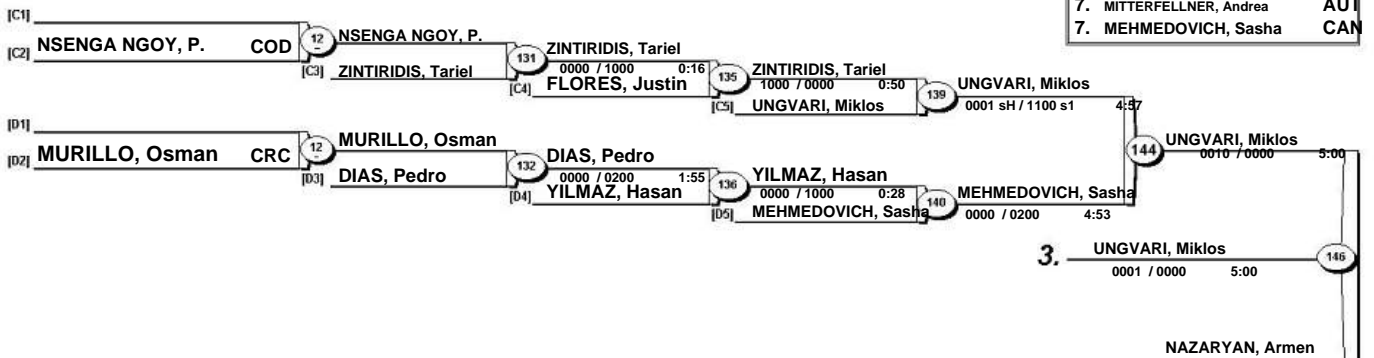 7. MITTERFELLNER, Andrea AUT
7. MEHMEDOVICH, Sasha CAN
[C1]
[C2] NSENGA NGOY, P. COD
12
NSENGA NGOY, P.
[C3] ZINTIRIDIS, Tariel
131
ZINTIRIDIS, Tariel
0000 / 1000 0:16
[C4] FLORES, Justin
135
ZINTIRIDIS, Tariel
1000 / 0000 0:50
[C5] UNGVARI, Miklos
139
UNGVARI, Miklos
0001 sH / 1100 s1 4:57
[D1]
[D2] MURILLO, Osman CRC
12
MURILLO, Osman
[D3] DIAS, Pedro
132
DIAS, Pedro
0000 / 0200 1:55
[D4] YILMAZ, Hasan
136
YILMAZ, Hasan
0000 / 1000 0:28
[D5] MEHMEDOVICH, Sasha
140
MEHMEDOVICH, Sasha
0000 / 0200 4:53
144
UNGVARI, Miklos
0010 / 0000 5:00
3. UNGVARI, Miklos
0001 / 0000 5:00
146
NAZARYAN, Armen